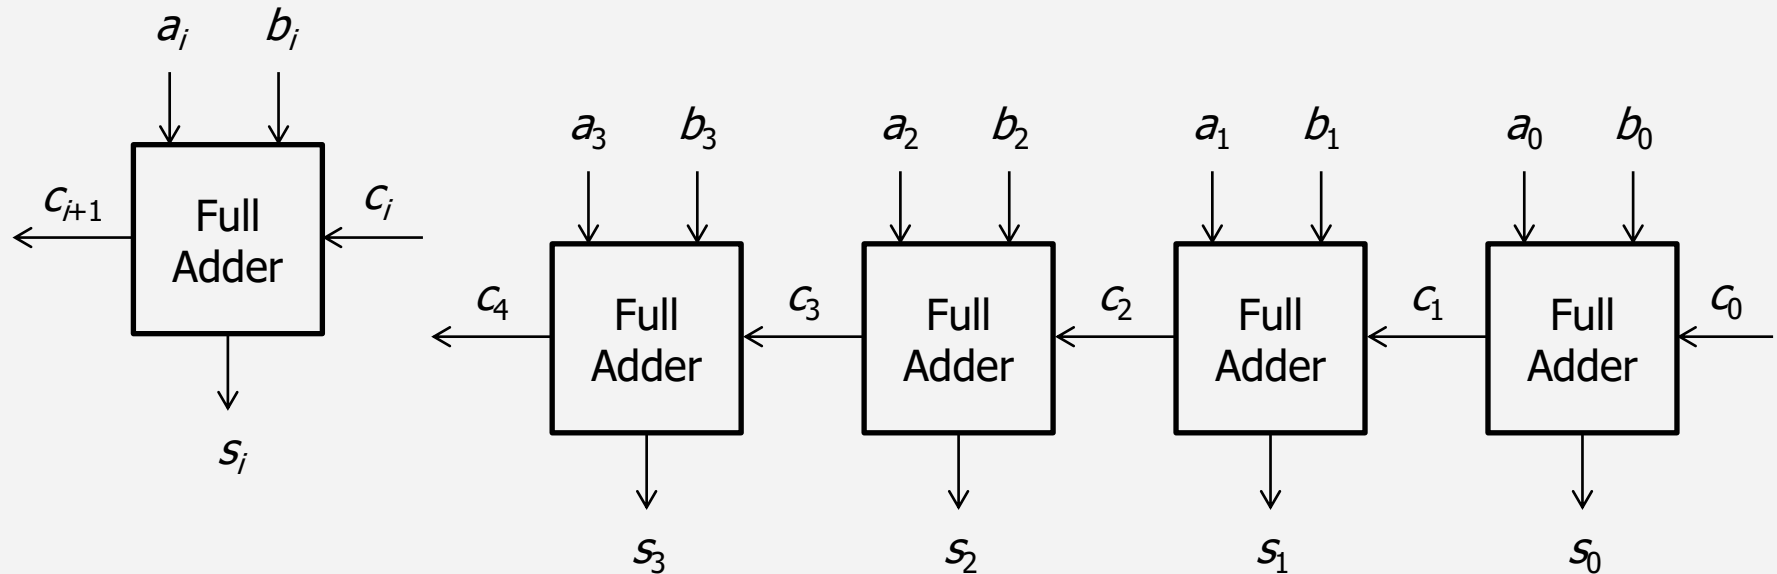 aᵢ bᵢ
cᵢ₊₁ Full Adder cᵢ
sᵢ
a₃ b₃ a₂ b₂ a₁ b₁ a₀ b₀
c₄ Full c₃ Full c₂ Full c₁ Full c₀
Adder Adder Adder Adder
s₃ s₂ s₁ s₀